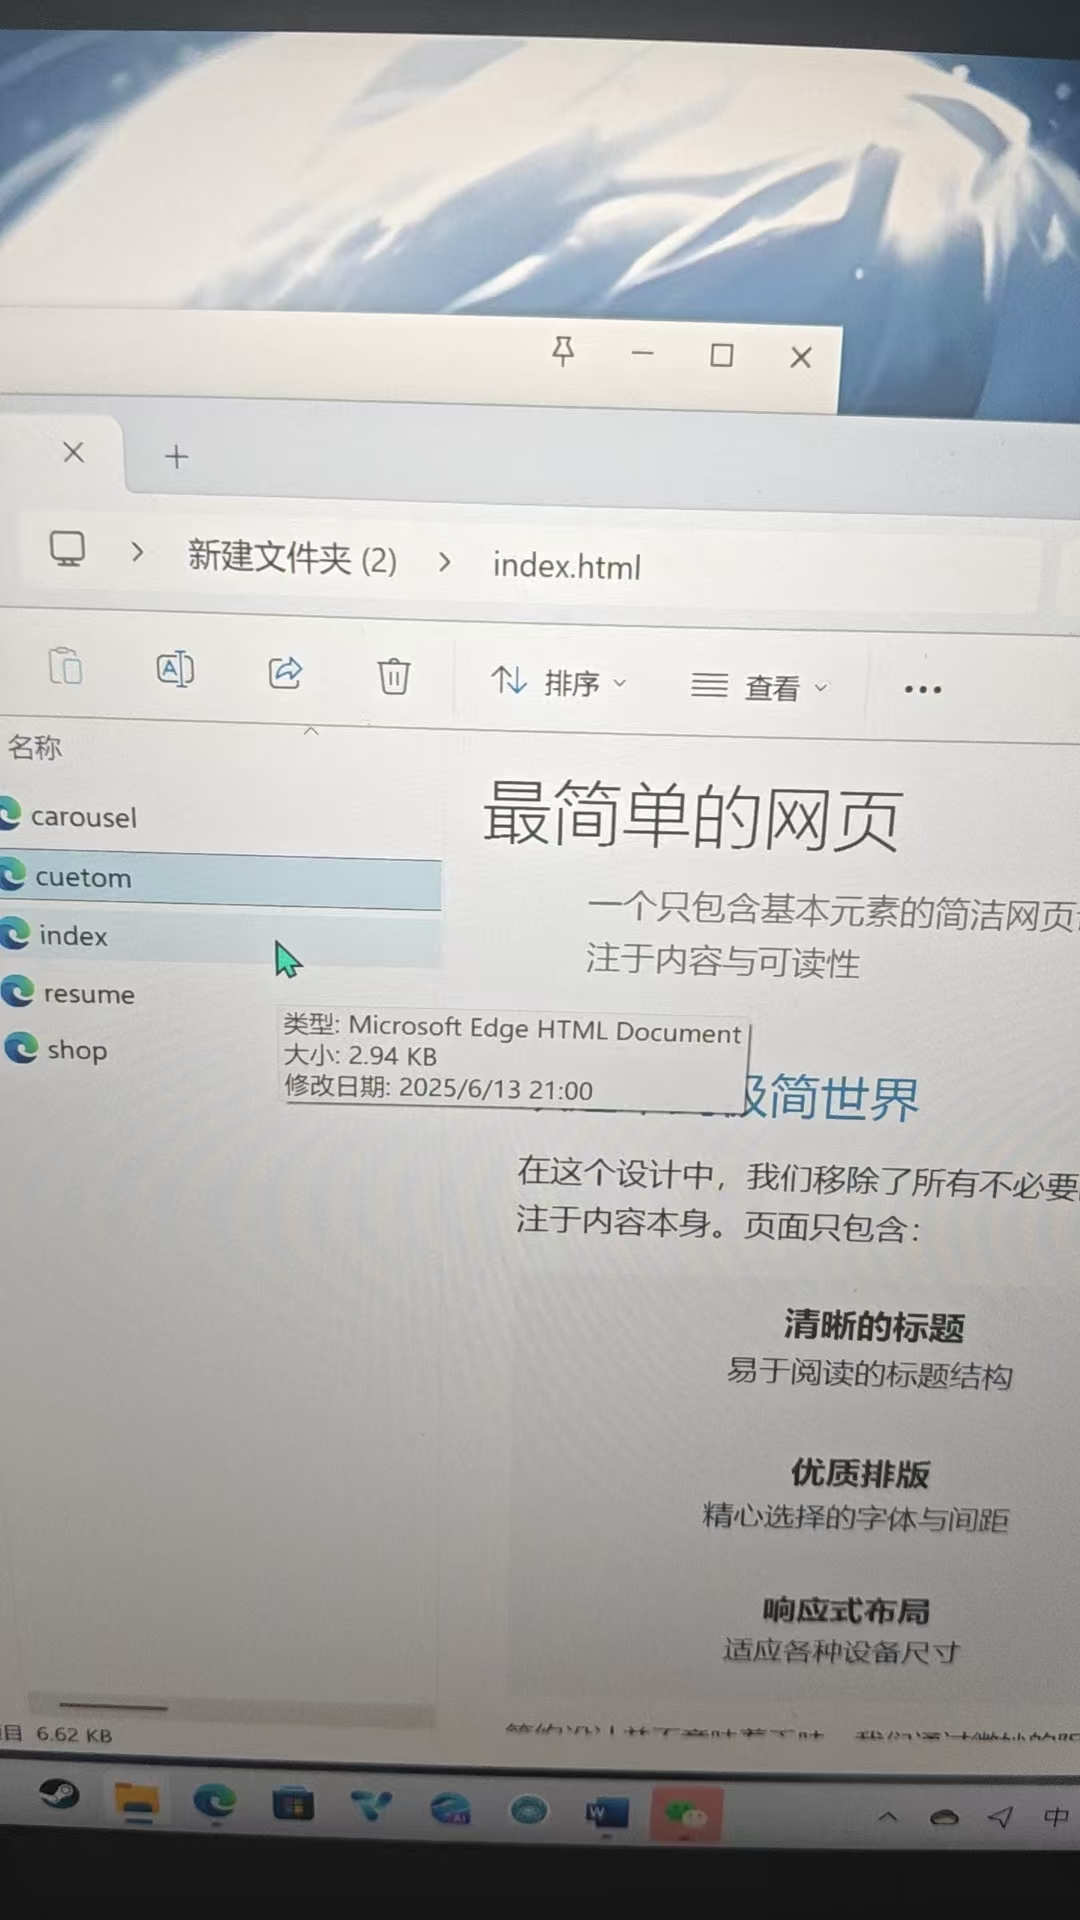 新建文件夹 (2)
index.html
排序
查看
名称
carousel
cuetom
index
resume
shop
类型: Microsoft Edge HTML Document
大小: 2.94 KB
修改日期: 2025/6/13 21:00
最简单的网页
一个只包含基本元素的简洁网页
注于内容与可读性
极简世界
在这个设计中，我们移除了所有不必要
注于内容本身。页面只包含：
清晰的标题
易于阅读的标题结构
优质排版
精心选择的字体与间距
响应式布局
适应各种设备尺寸
目 6.62 KB
中